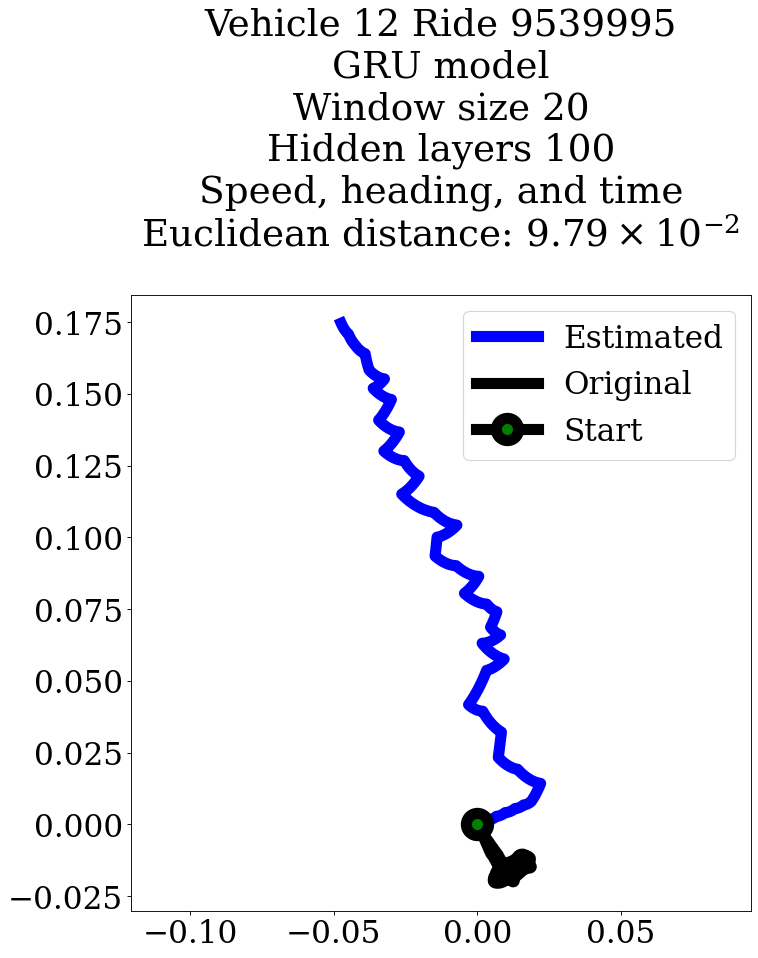 Vehicle 12 Ride 9539995
GRU model
Window size 20
Hidden layers 100
Speed, heading, and time
Euclidean distance: 9.79 × 10⁻²
Estimated
Original
Start
0.175
0.150
0.125
0.100
0.075
0.050
0.025
0.000
−0.025
−0.10 −0.05 0.00 0.05